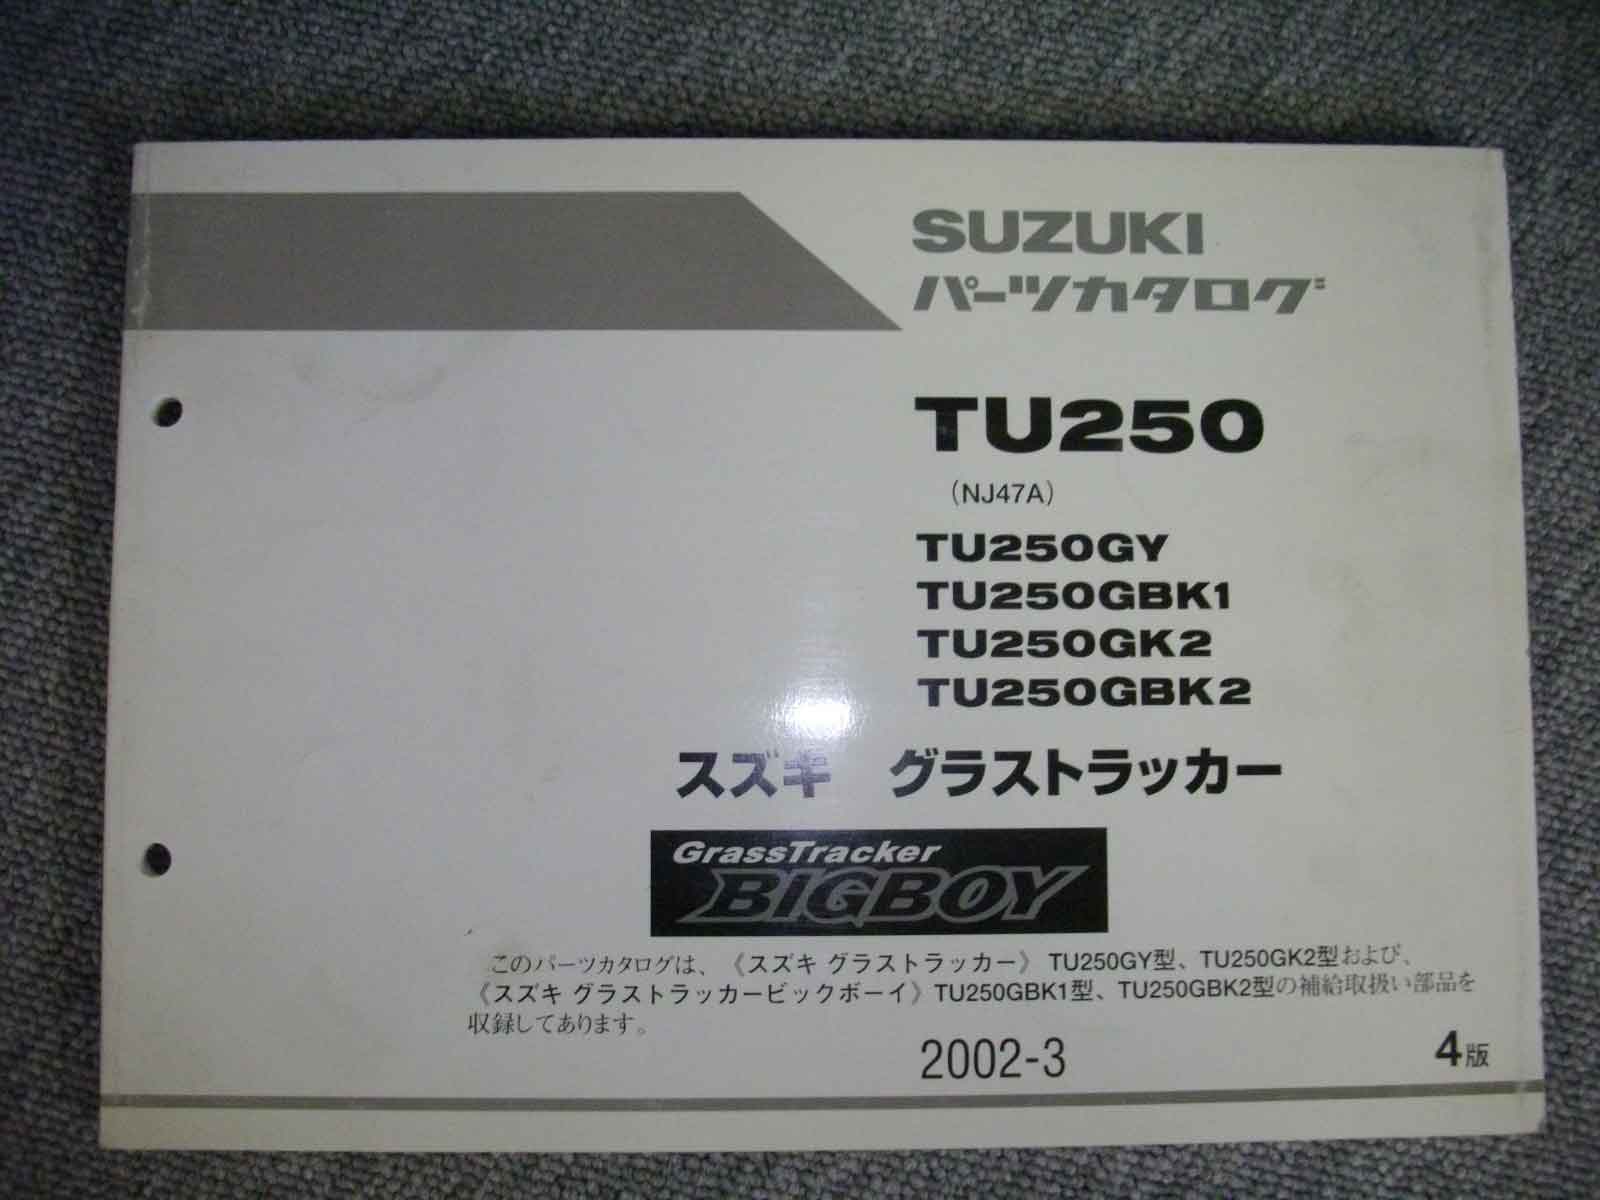 SUZUKI
パーツカタログ
TU250
(NJ47A)
TU250GY
TU250GBK1
TU250GK2
TU250GBK2
スズキ グラストラッカー
GrassTracker
BIGBOY
このパーツカタログは、《スズキ グラストラッカー》 TU250GY型、TU250GK2型および、
《スズキ グラストラッカービックボーイ》TU250GBK1型、TU250GBK2型の補給取扱い部品を
収録してあります。
2002-3
4版